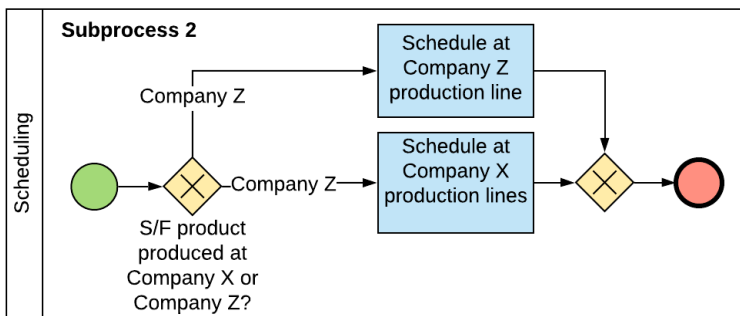 Subprocess 2
Scheduling
Company Z
Schedule at
Company Z
production line
Company Z
Schedule at
Company X
production lines
S/F product
produced at
Company X or
Company Z?